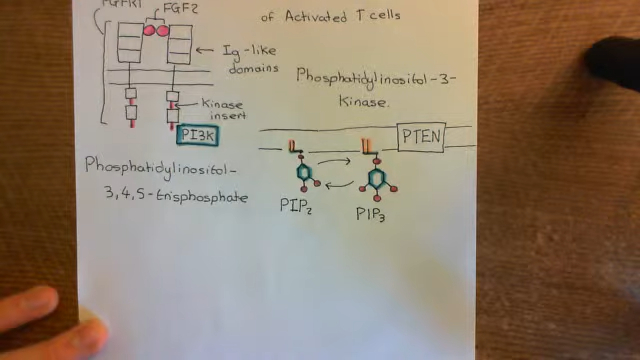 FGFR1
FGF2
of Activated T cells
Ig-like
domains
Kinase
insert
PI3K
Phosphatidylinositol-3-
Kinase.
PTEN
Phosphatidylinositol-
3,4,5-trisphosphate
PIP2
PIP3